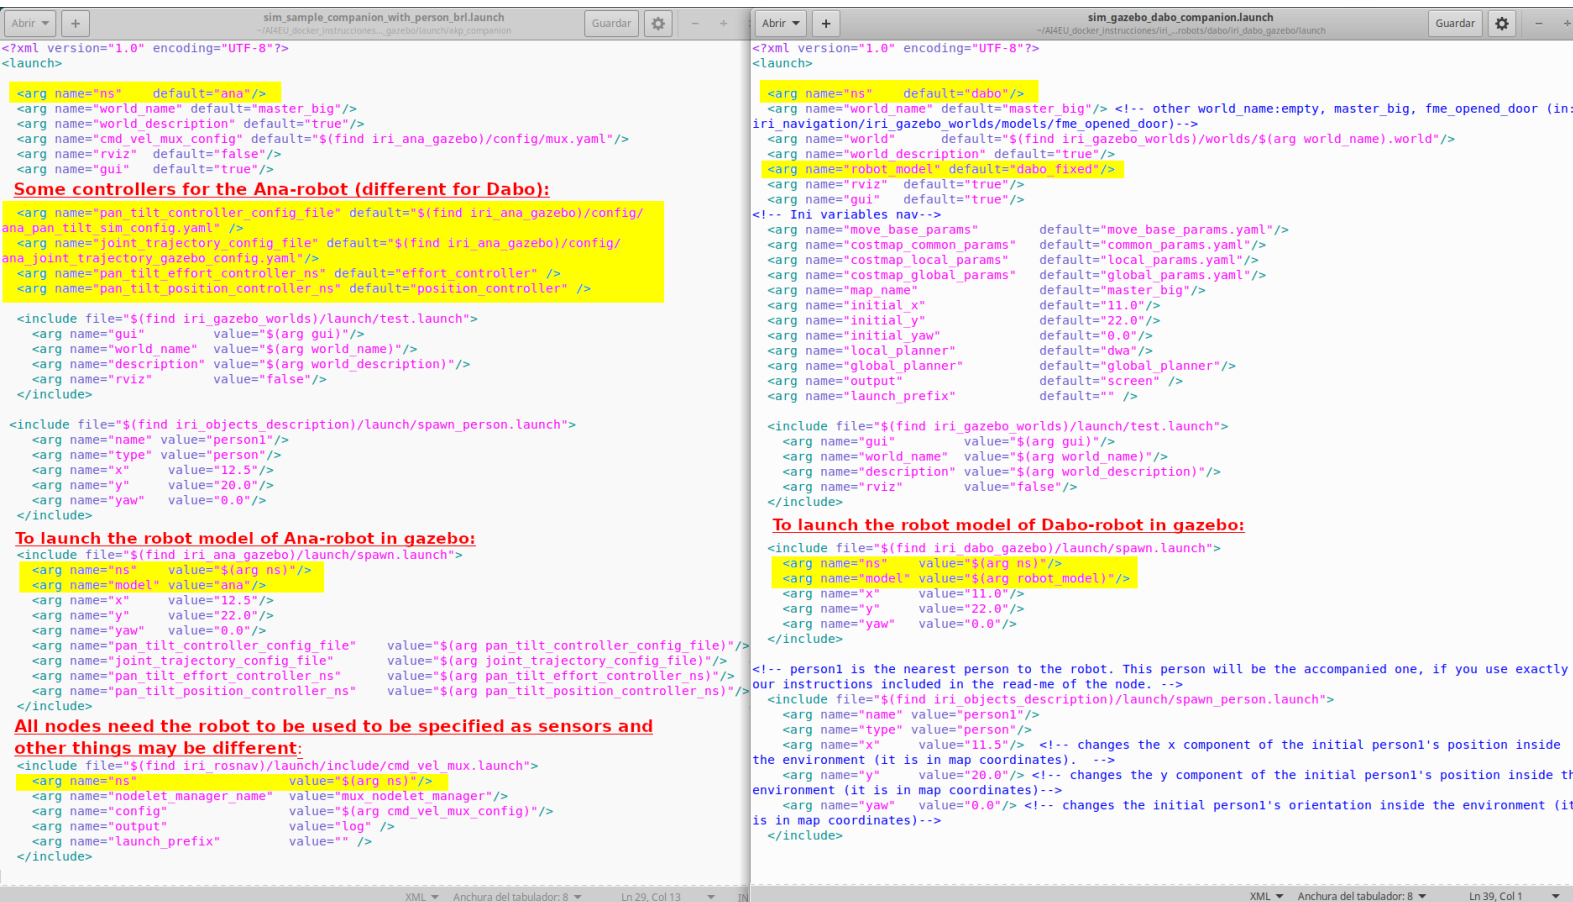 Abrir
+
sim_sample_companion_with_person_brl.launch
~/AI4EU_docker_instrucciones..._gazebo/launch/akp_companion
Guardar
<?xml version="1.0" encoding="UTF-8"?>
<launch>
<arg name="ns" default="ana"/>
<arg name="world_name" default="master_big"/>
<arg name="world_description" default="true"/>
<arg name="cmd_vel_mux_config" default="$(find iri_ana_gazebo)/config/mux.yaml"/>
<arg name="rviz" default="false"/>
<arg name="gui" default="true"/>
Some controllers for the Ana-robot (different for Dabo):
<arg name="pan_tilt_controller_config_file" default="$(find iri_ana_gazebo)/config/
ana_pan_tilt_sim_config.yaml" />
<arg name="joint_trajectory_config_file" default="$(find iri_ana_gazebo)/config/
ana_joint_trajectory_gazebo_config.yaml"/>
<arg name="pan_tilt_effort_controller_ns" default="effort_controller" />
<arg name="pan_tilt_position_controller_ns" default="position_controller" />
<include file="$(find iri_gazebo_worlds)/launch/test.launch">
<arg name="gui" value="$(arg gui)"/>
<arg name="world_name" value="$(arg world_name)"/>
<arg name="description" value="$(arg world_description)"/>
<arg name="rviz" value="false"/>
</include>
<include file="$(find iri_objects_description)/launch/spawn_person.launch">
<arg name="name" value="person1"/>
<arg name="type" value="person"/>
<arg name="x" value="12.5"/>
<arg name="y" value="20.0"/>
<arg name="yaw" value="0.0"/>
</include>
To launch the robot model of Ana-robot in gazebo:
<include file="$(find iri_ana_gazebo)/launch/spawn.launch">
<arg name="ns" value="$(arg ns)"/>
<arg name="model" value="ana"/>
<arg name="x" value="12.5"/>
<arg name="y" value="22.0"/>
<arg name="yaw" value="0.0"/>
<arg name="pan_tilt_controller_config_file" value="$(arg pan_tilt_controller_config_file)"/>
<arg name="joint_trajectory_config_file" value="$(arg joint_trajectory_config_file)"/>
<arg name="pan_tilt_effort_controller_ns" value="$(arg pan_tilt_effort_controller_ns)"/>
<arg name="pan_tilt_position_controller_ns" value="$(arg pan_tilt_position_controller_ns)"/>
</include>
All nodes need the robot to be used to be specified as sensors and
other things may be different:
<include file="$(find iri_rosnav)/launch/include/cmd_vel_mux.launch">
<arg name="ns" value="$(arg ns)"/>
<arg name="nodelet_manager_name" value="mux_nodelet_manager"/>
<arg name="config" value="$(arg cmd_vel_mux_config)"/>
<arg name="output" value="log" />
<arg name="launch_prefix" value="" />
</include>
XML Anchura del tabulador: 8 Ln 29, Col 13 IN
Abrir
+
sim_gazebo_dabo_companion.launch
~/AI4EU_docker_instrucciones/iri_...robots/dabo/iri_dabo_gazebo/launch
Guardar
<?xml version="1.0" encoding="UTF-8"?>
<launch>
<arg name="ns" default="dabo"/>
<arg name="world_name" default="master_big"/> <!-- other world_name:empty, master_big, fme_opened_door (in:
iri_navigation/iri_gazebo_worlds/models/fme_opened_door)-->
<arg name="world" default="$(find iri_gazebo_worlds)/worlds/$(arg world_name).world"/>
<arg name="world_description" default="true"/>
<arg name="robot_model" default="dabo_fixed"/>
<arg name="rviz" default="true"/>
<arg name="gui" default="true"/>
<!-- Ini variables nav-->
<arg name="move_base_params" default="move_base_params.yaml"/>
<arg name="costmap_common_params" default="common_params.yaml"/>
<arg name="costmap_local_params" default="local_params.yaml"/>
<arg name="costmap_global_params" default="global_params.yaml"/>
<arg name="map_name" default="master_big"/>
<arg name="initial_x" default="11.0"/>
<arg name="initial_y" default="22.0"/>
<arg name="initial_yaw" default="0.0"/>
<arg name="local_planner" default="dwa"/>
<arg name="global_planner" default="global_planner"/>
<arg name="output" default="screen" />
<arg name="launch_prefix" default="" />
<include file="$(find iri_gazebo_worlds)/launch/test.launch">
<arg name="gui" value="$(arg gui)"/>
<arg name="world_name" value="$(arg world_name)"/>
<arg name="description" value="$(arg world_description)"/>
<arg name="rviz" value="false"/>
</include>
To launch the robot model of Dabo-robot in gazebo:
<include file="$(find iri_dabo_gazebo)/launch/spawn.launch">
<arg name="ns" value="$(arg ns)"/>
<arg name="model" value="$(arg robot_model)"/>
<arg name="x" value="11.0"/>
<arg name="y" value="22.0"/>
<arg name="yaw" value="0.0"/>
</include>
<!-- person1 is the nearest person to the robot. This person will be the accompanied one, if you use exactly
our instructions included in the read-me of the node. -->
<include file="$(find iri_objects_description)/launch/spawn_person.launch">
<arg name="name" value="person1"/>
<arg name="type" value="person"/>
<arg name="x" value="11.5"/> <!-- changes the x component of the initial person1's position inside
the environment (it is in map coordinates). -->
<arg name="y" value="20.0"/> <!-- changes the y component of the initial person1's position inside th
environment (it is in map coordinates)-->
<arg name="yaw" value="0.0"/> <!-- changes the initial person1's orientation inside the environment (it
is in map coordinates)-->
</include>
XML Anchura del tabulador: 8 Ln 39, Col 1